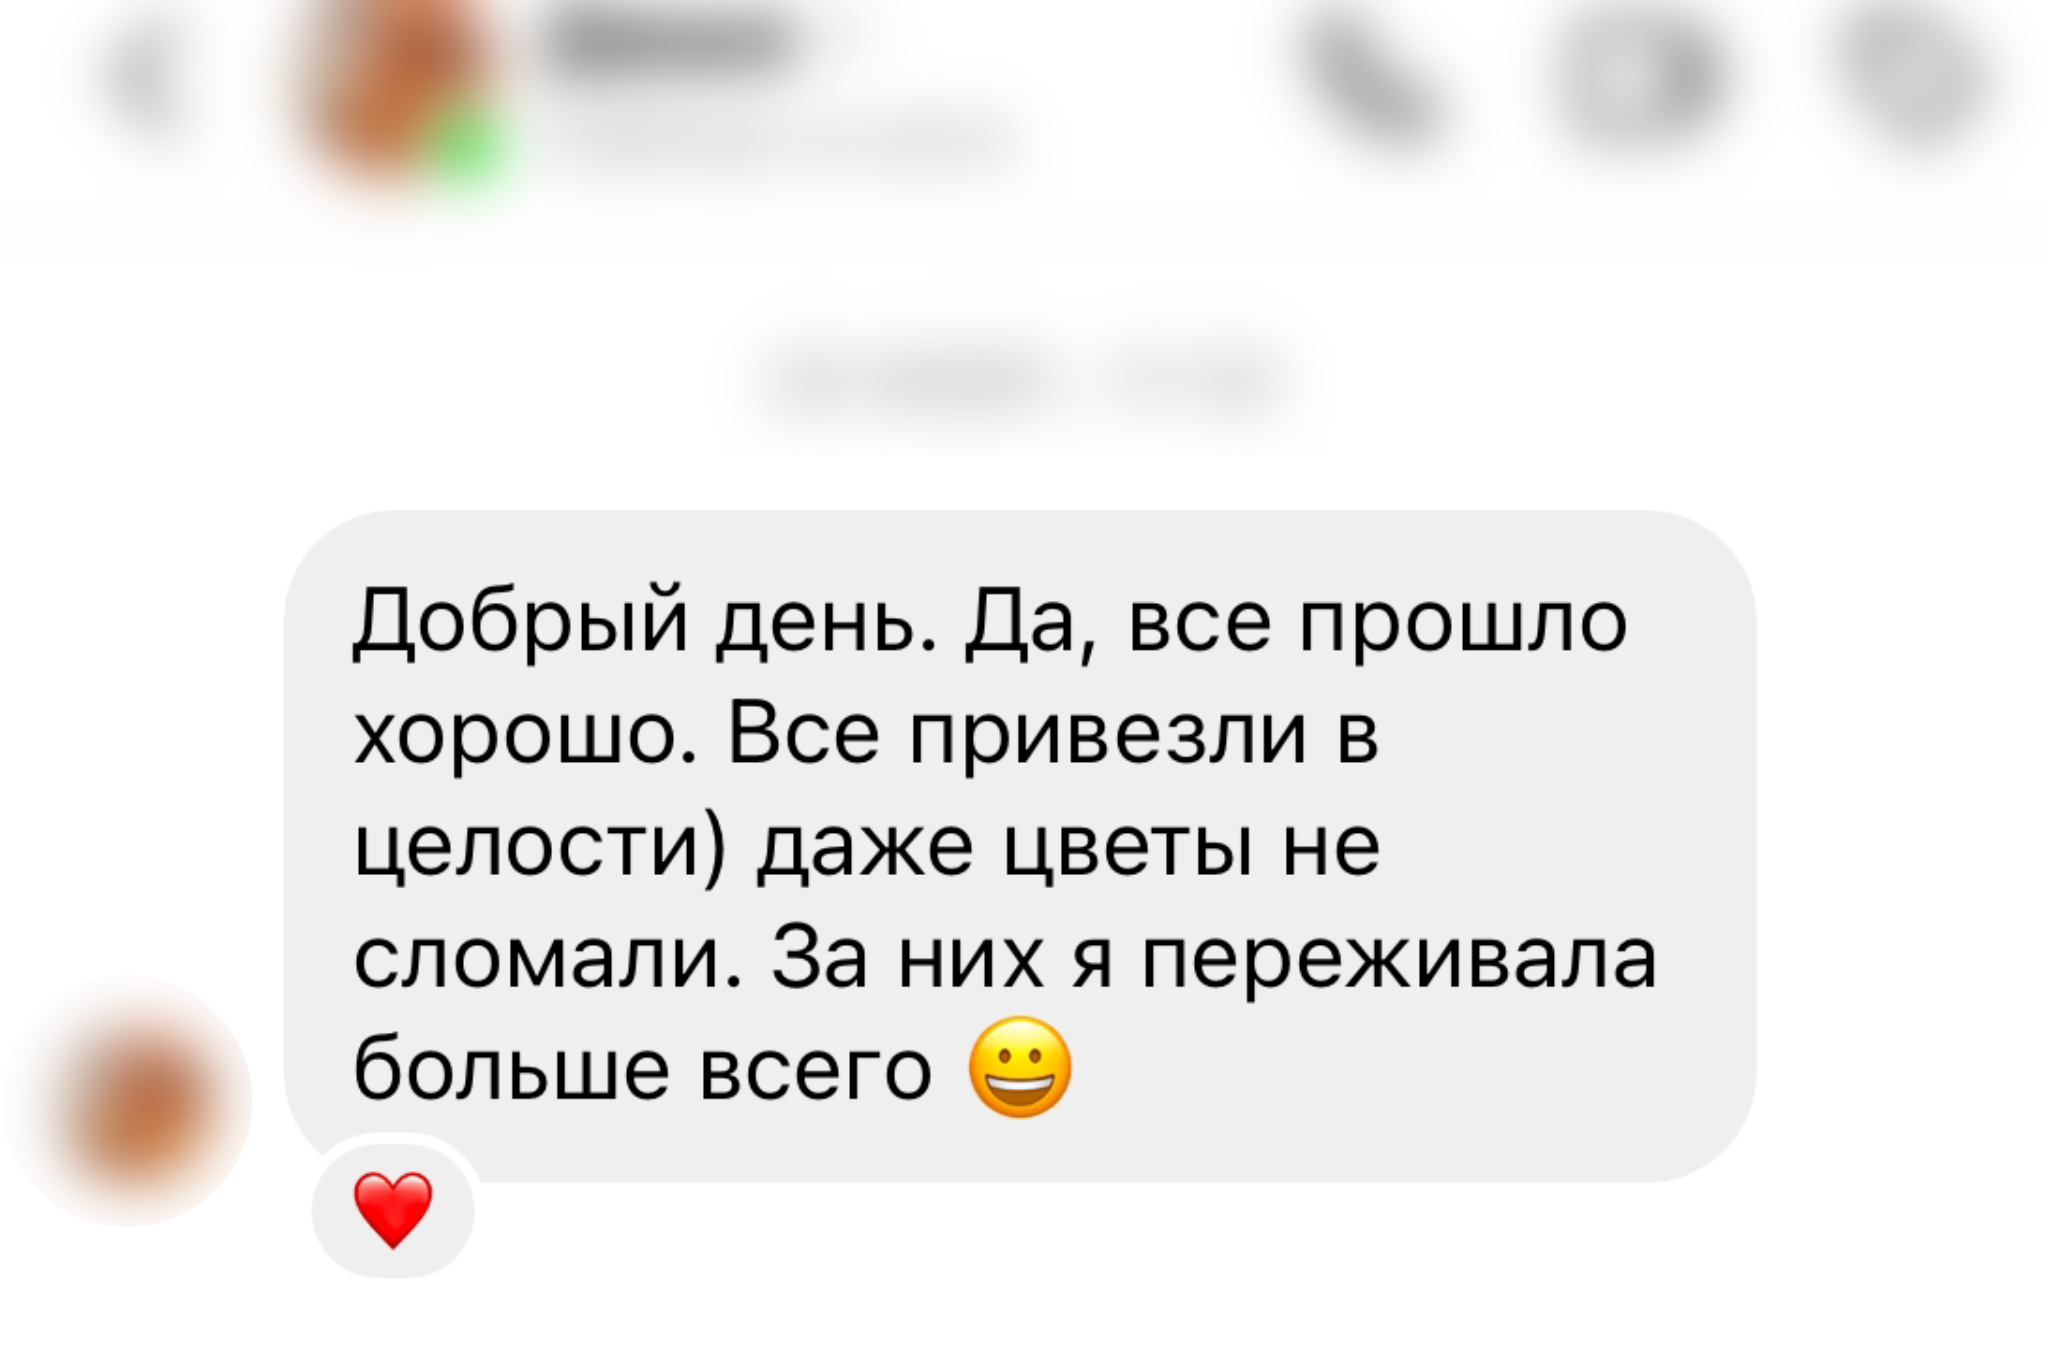 Добрый день. Да, все прошло
хорошо. Все привезли в
целости) даже цветы не
сломали. За них я переживала
больше всего 😀
❤️